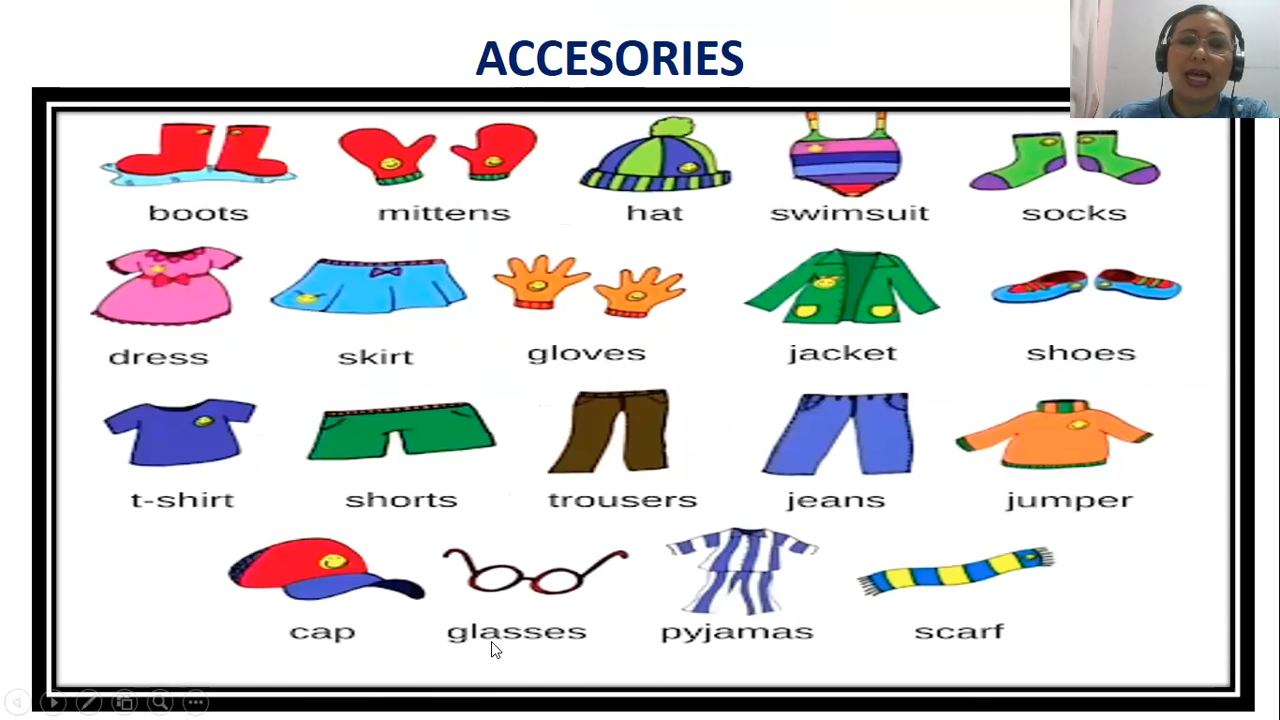 ACCESORIES
boots mittens hat swimsuit socks
dress skirt gloves jacket shoes
t-shirt shorts trousers jeans jumper
cap glasses pyjamas scarf